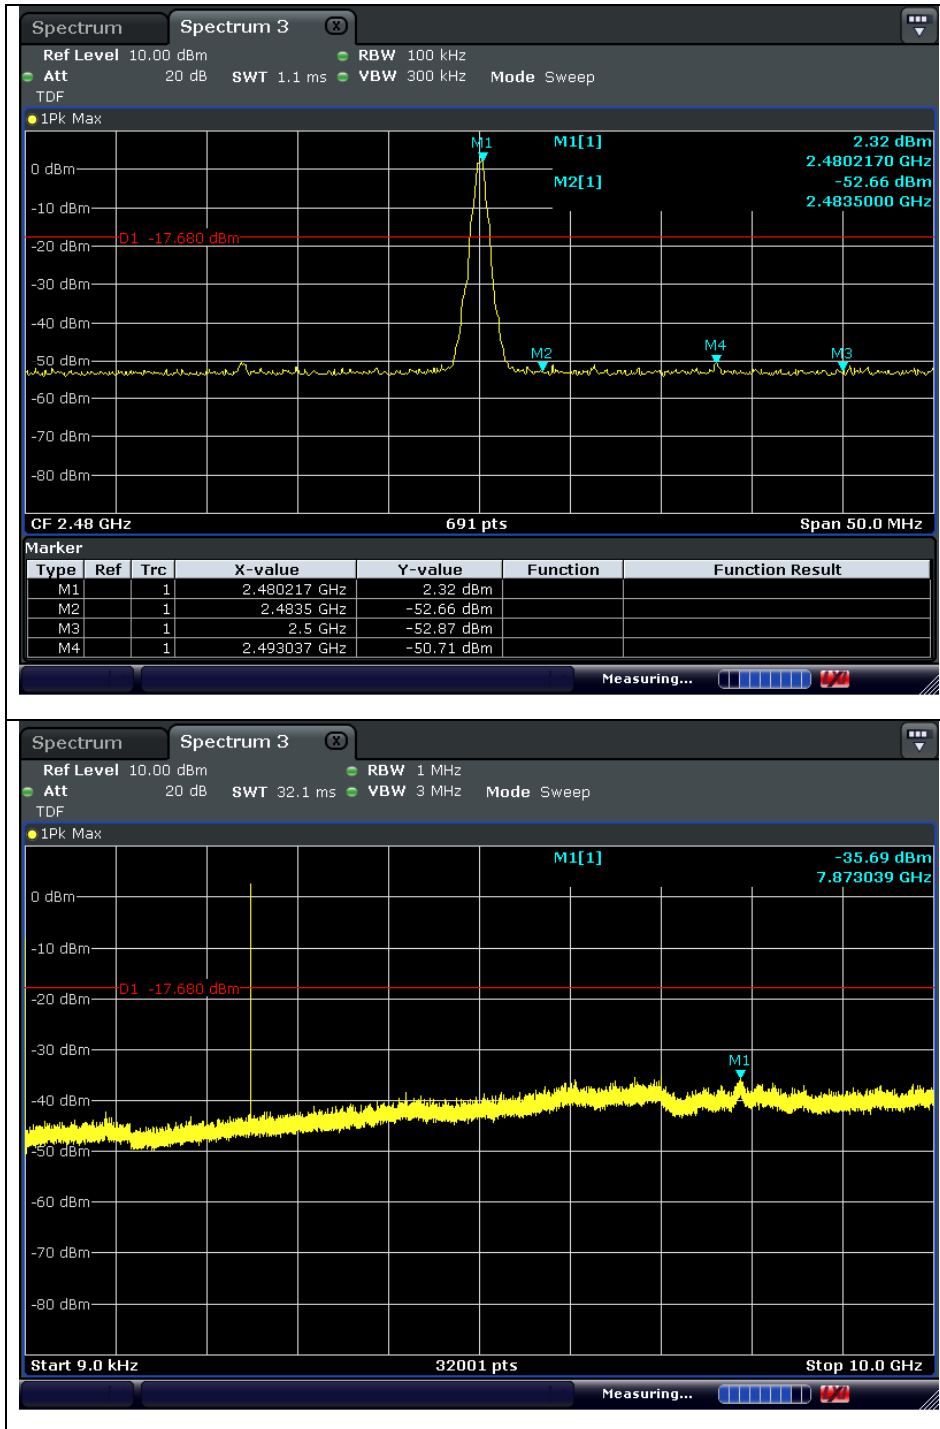 Spectrum Spectrum 3 X
Ref Level 10.00 dBm RBW 100 kHz
Att 20 dB SWT 1.1 ms VBW 300 kHz Mode Sweep
TDF
1Pk Max
M1 M1[1] 2.32 dBm
2.4802170 GHz
M2[1] -52.66 dBm
2.4835000 GHz
0 dBm
-10 dBm
D1 -17.680 dBm
-20 dBm
-30 dBm
-40 dBm
M2 M4 M3
-50 dBm
-60 dBm
-70 dBm
-80 dBm
CF 2.48 GHz 691 pts Span 50.0 MHz
Marker
Type Ref Trc X-value Y-value Function Function Result
M1 1 2.480217 GHz 2.32 dBm
M2 1 2.4835 GHz -52.66 dBm
M3 1 2.5 GHz -52.87 dBm
M4 1 2.493037 GHz -50.71 dBm
Measuring...
Spectrum Spectrum 3 X
Ref Level 10.00 dBm RBW 1 MHz
Att 20 dB SWT 32.1 ms VBW 3 MHz Mode Sweep
TDF
1Pk Max
M1[1] -35.69 dBm
7.873039 GHz
0 dBm
-10 dBm
D1 -17.680 dBm
-20 dBm
-30 dBm
M1
-40 dBm
-50 dBm
-60 dBm
-70 dBm
-80 dBm
Start 9.0 kHz 32001 pts Stop 10.0 GHz
Measuring...